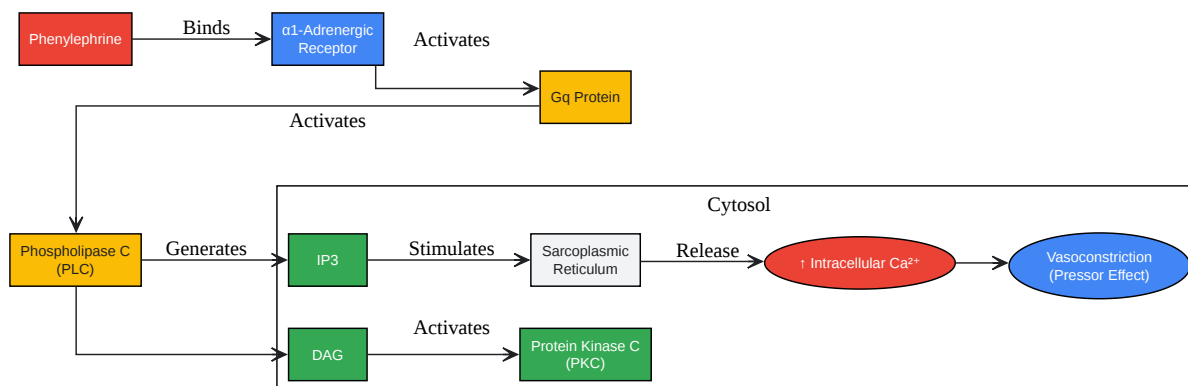 Phenylephrine
Binds
α1-Adrenergic
Receptor
Activates
Gq Protein
Activates
Cytosol
Phospholipase C
(PLC)
Generates
IP3
Stimulates
Sarcoplasmic
Reticulum
Release
↑ Intracellular Ca²⁺
Vasoconstriction
(Pressor Effect)
DAG
Activates
Protein Kinase C
(PKC)